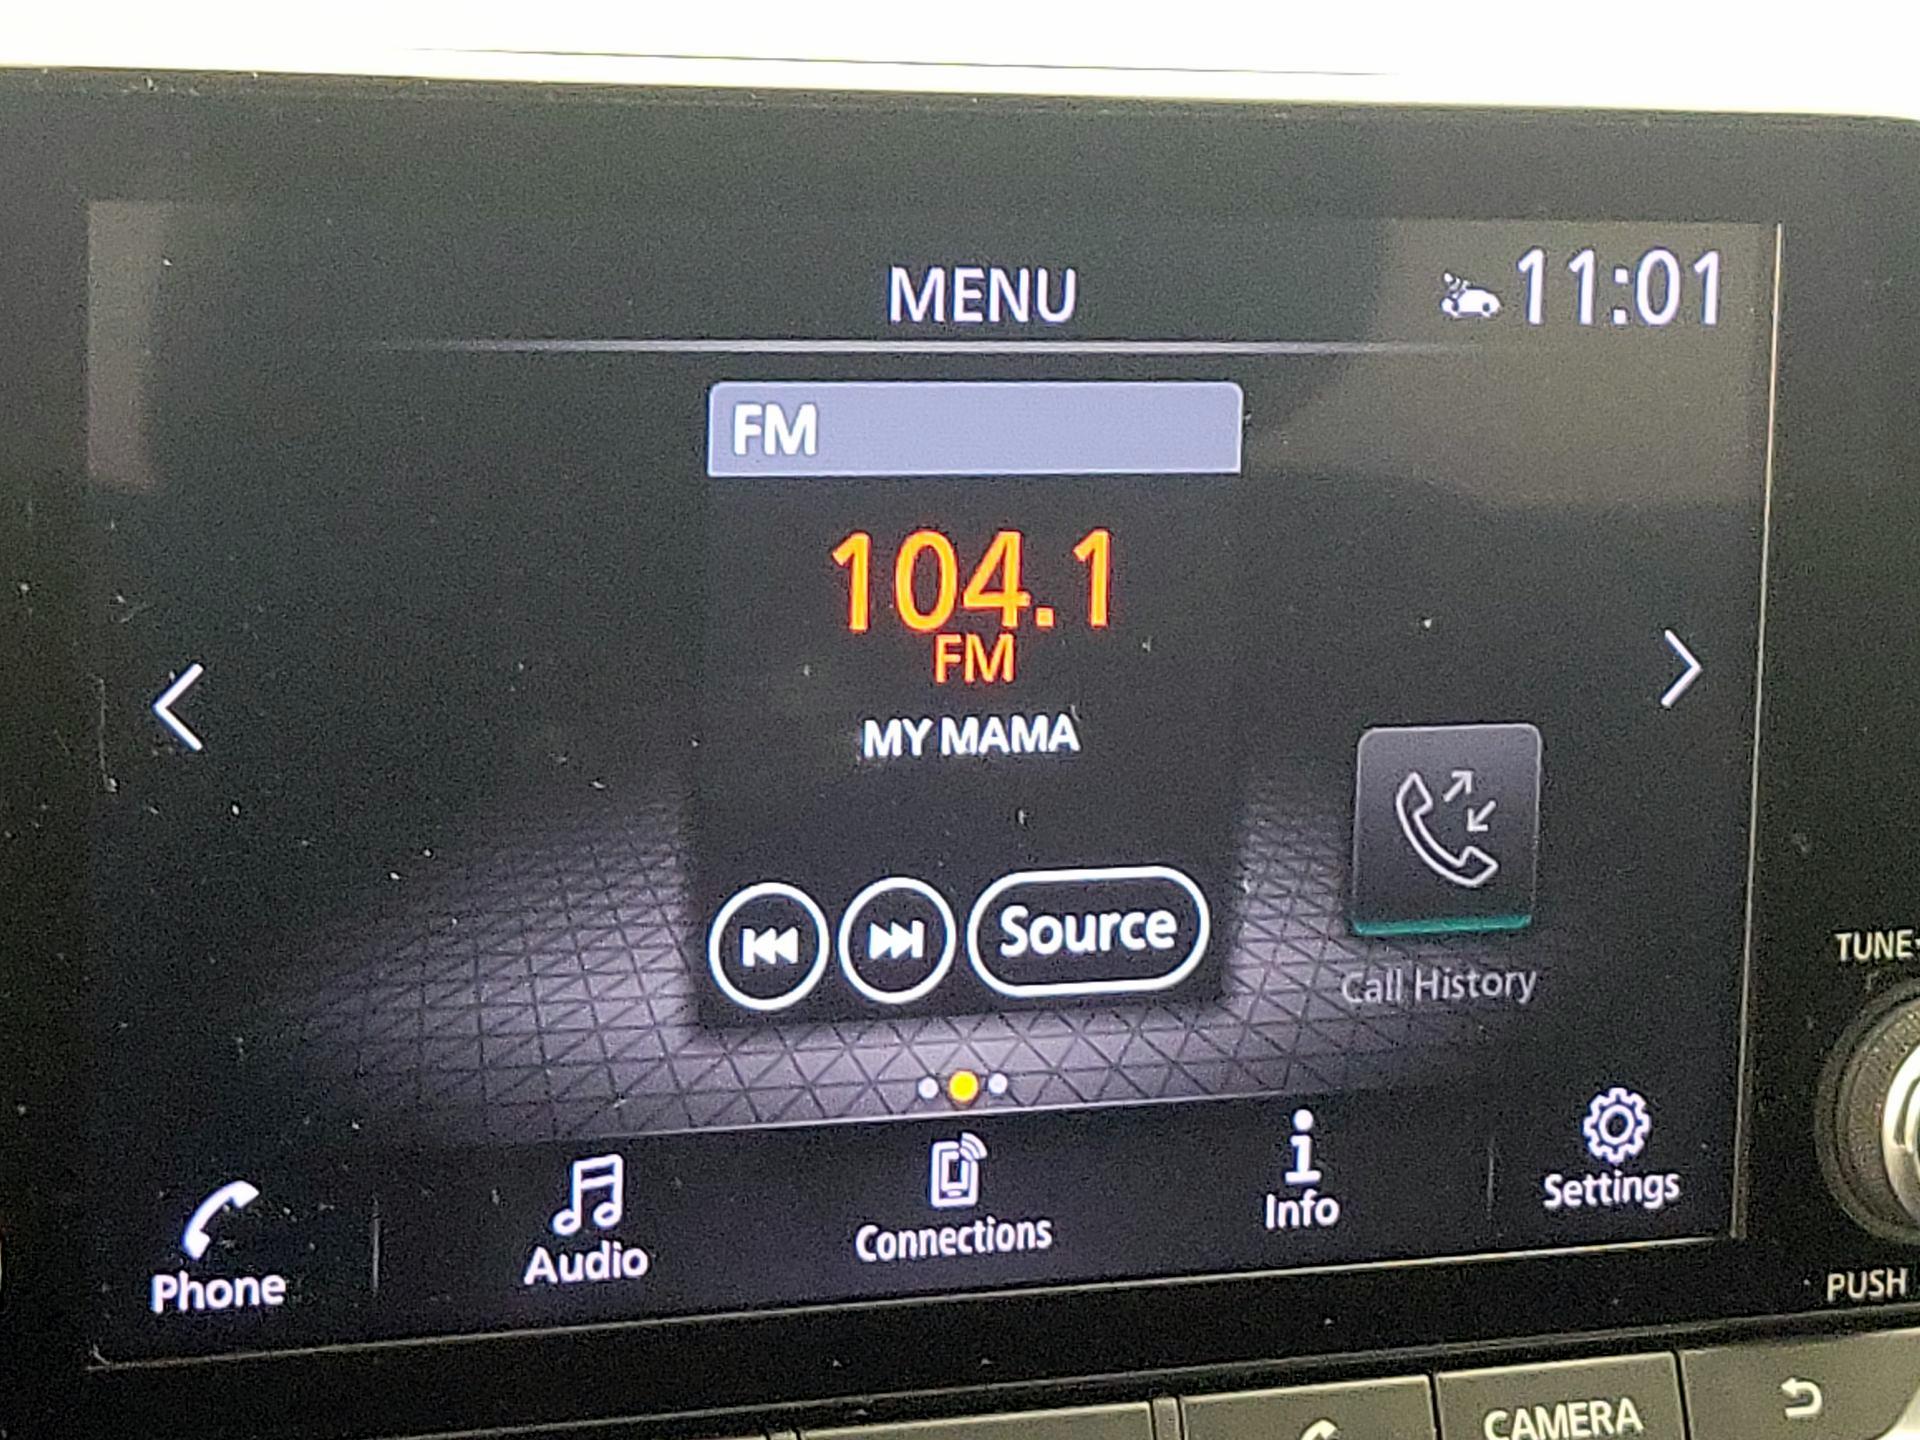 MENU
11:01
FM
104.1
FM
MY MAMA
Source
Call History
Phone
Audio
Connections
Info
Settings
TUNE
PUSH
CAMERA